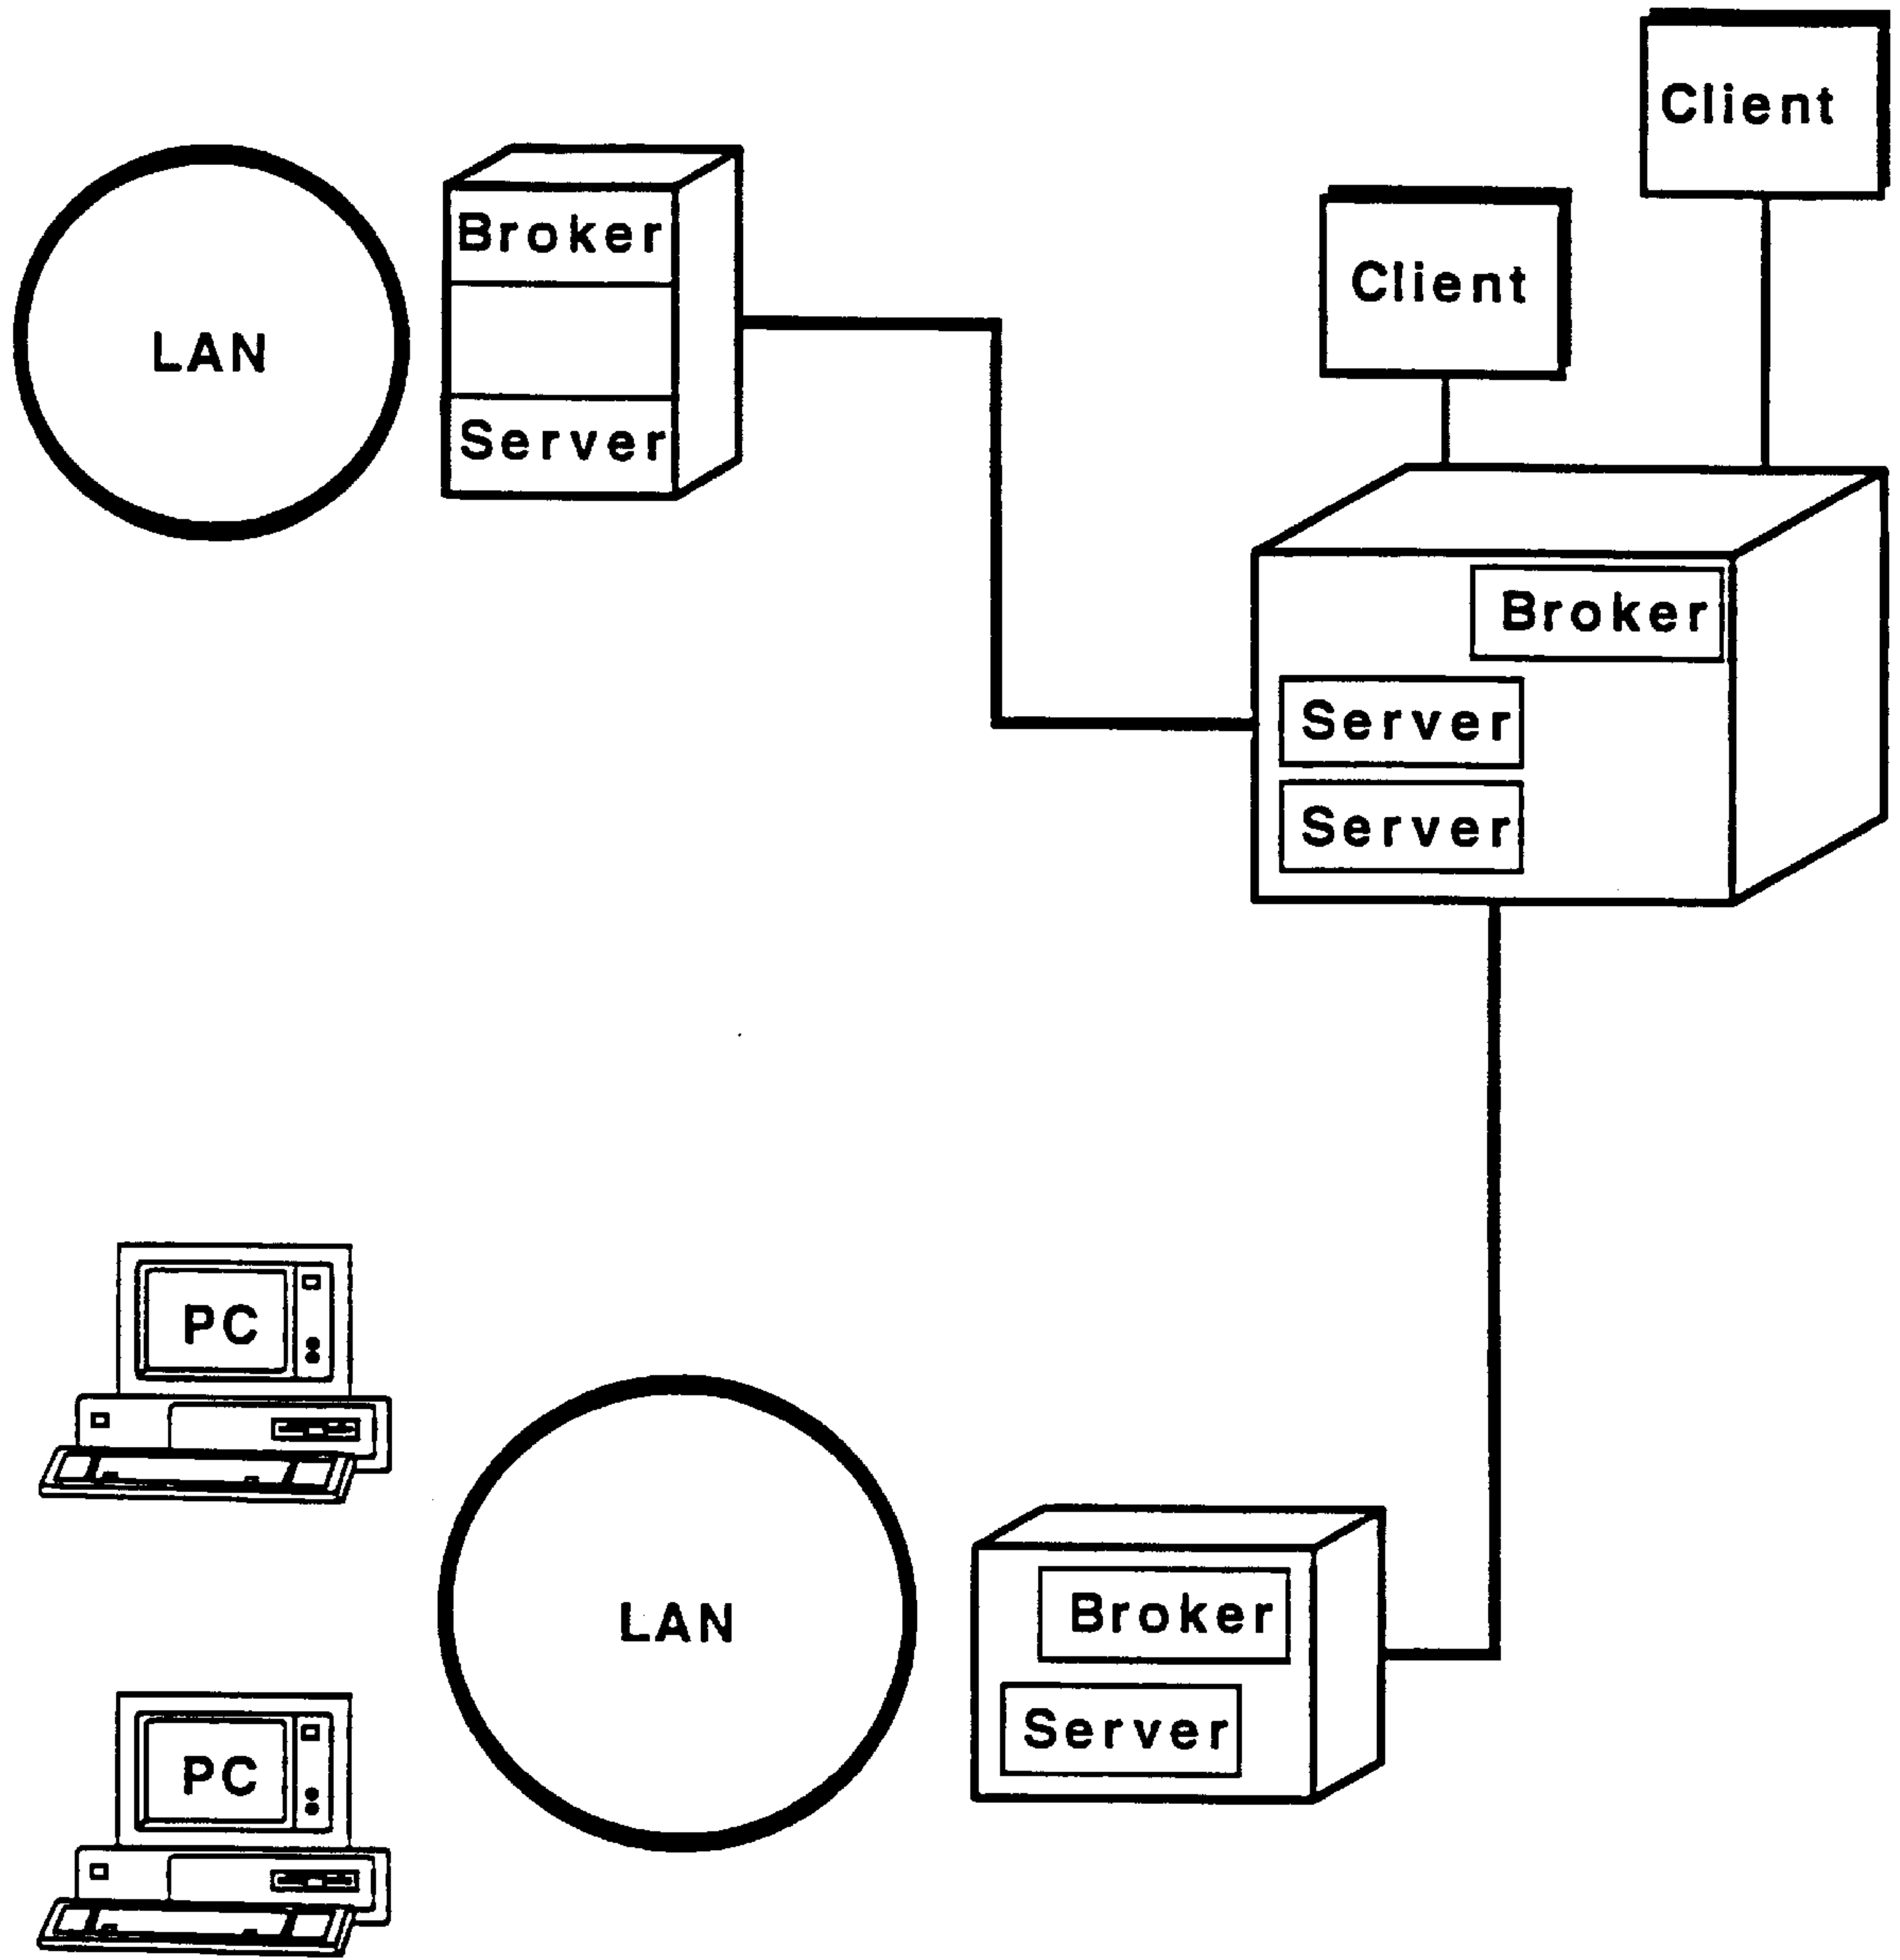 Client
Client
Broker
LAN
Server
Broker
Server
Server
PC
LAN
Broker
Server
PC